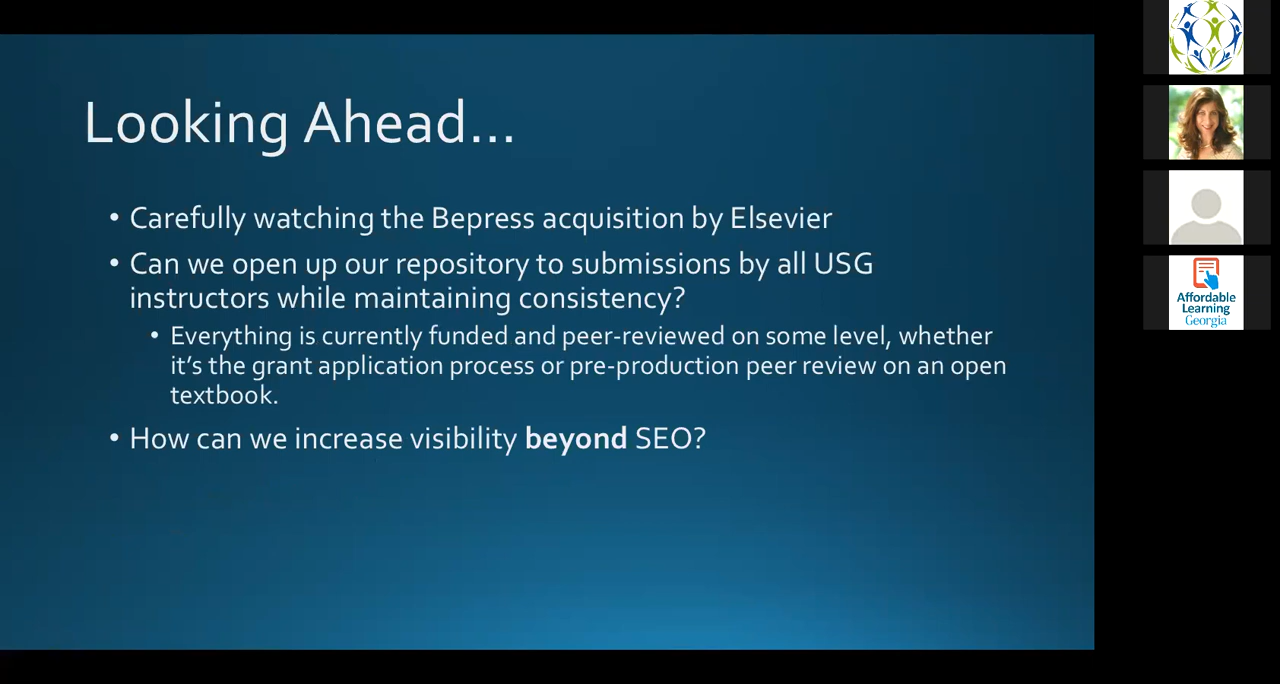 Looking Ahead...
• Carefully watching the Bepress acquisition by Elsevier
• Can we open up our repository to submissions by all USG
instructors while maintaining consistency?
• Everything is currently funded and peer-reviewed on some level, whether
it's the grant application process or pre-production peer review on an open
textbook.
• How can we increase visibility beyond SEO?
Affordable
Learning
Georgia